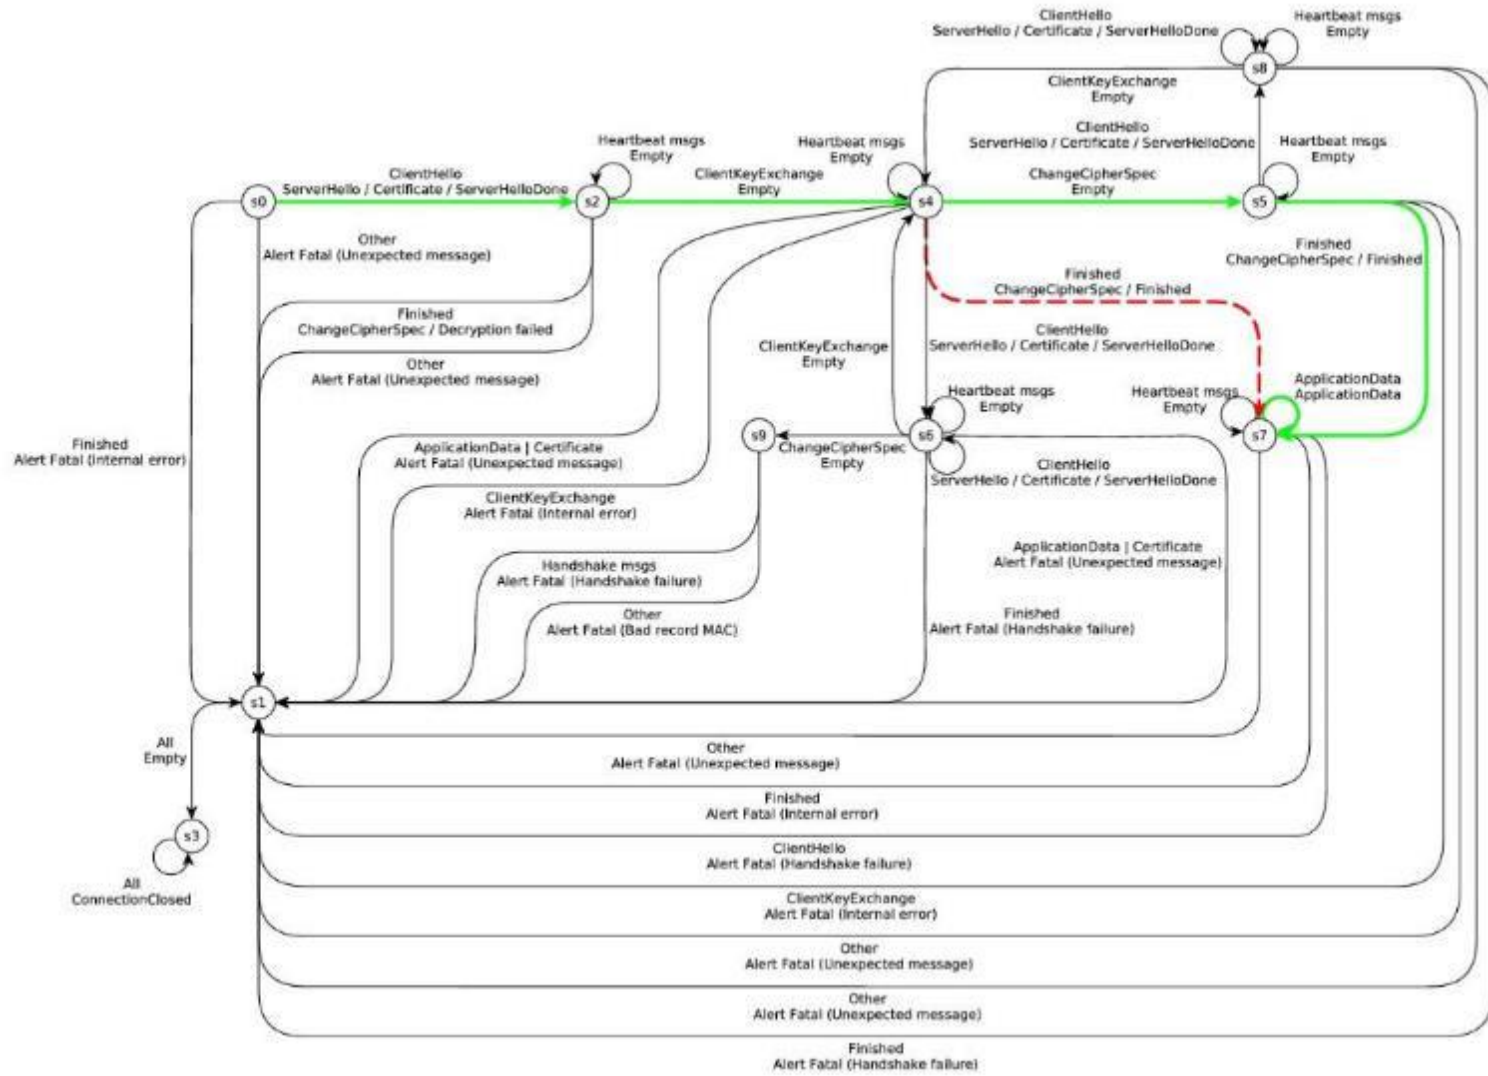 ClientHello
ServerHello / Certificate / ServerHelloDone
Heartbeat msgs
Empty
s8
ClientKeyExchange
Empty
ClientHello
ServerHello / Certificate / ServerHelloDone
Heartbeat msgs
Empty
Heartbeat msgs
Empty
Heartbeat msgs
Empty
ClientHello
ServerHello / Certificate / ServerHelloDone
ClientKeyExchange
Empty
ChangeCipherSpec
Empty
s0
s2
s4
s5
Other
Alert Fatal (Unexpected message)
Finished
ChangeCipherSpec / Finished
Finished
ChangeCipherSpec / Finished
Finished
ChangeCipherSpec / Decryption failed
ClientHello
ServerHello / Certificate / ServerHelloDone
ClientKeyExchange
Empty
Other
Alert Fatal (Unexpected message)
Heartbeat msgs
Empty
Heartbeat msgs
Empty
ApplicationData
ApplicationData
s9
s6
s7
Finished
Alert Fatal (Internal error)
ApplicationData | Certificate
Alert Fatal (Unexpected message)
ChangeCipherSpec
Empty
ClientHello
ServerHello / Certificate / ServerHelloDone
ClientKeyExchange
Alert Fatal (Internal error)
ApplicationData | Certificate
Alert Fatal (Unexpected message)
Handshake msgs
Alert Fatal (Handshake failure)
Other
Alert Fatal (Bad record MAC)
Finished
Alert Fatal (Handshake failure)
s1
All
Empty
Other
Alert Fatal (Unexpected message)
Finished
Alert Fatal (Internal error)
s3
ClientHello
Alert Fatal (Handshake failure)
All
ConnectionClosed
ClientKeyExchange
Alert Fatal (Internal error)
Other
Alert Fatal (Unexpected message)
Other
Alert Fatal (Unexpected message)
Finished
Alert Fatal (Handshake failure)